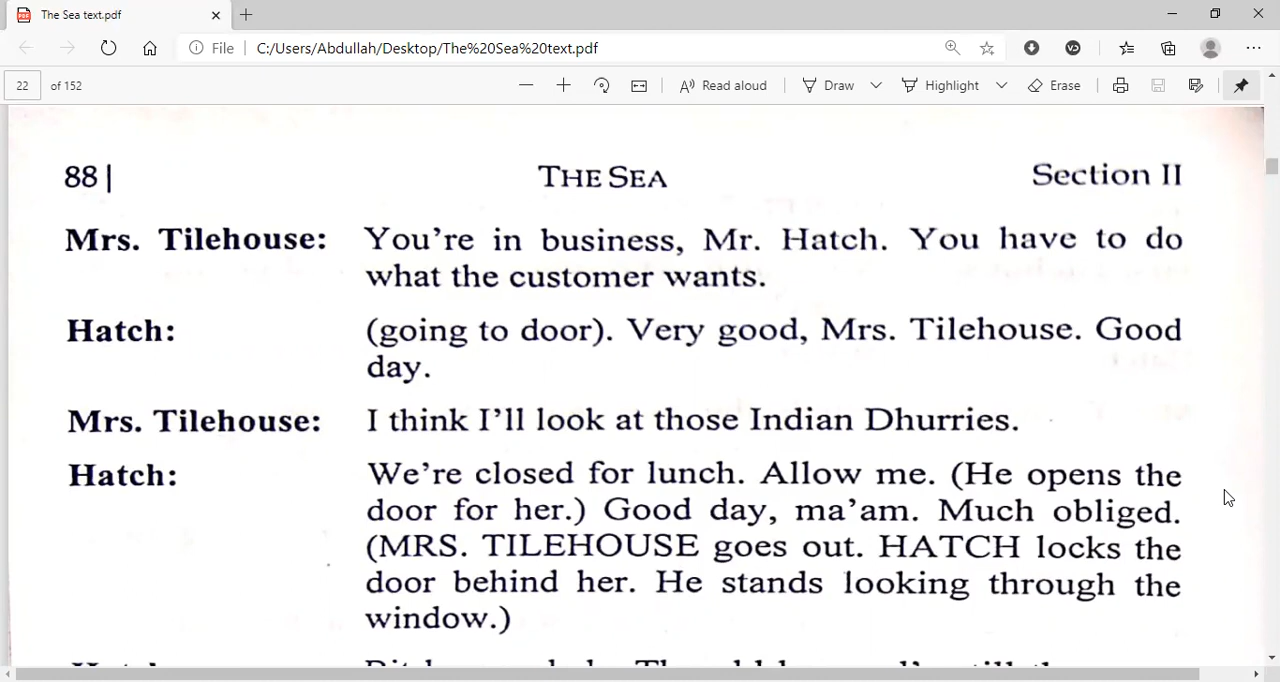 The Sea text.pdf
File C:/Users/Abdullah/Desktop/The%20Sea%20text.pdf
22 of 152 Read aloud Draw Highlight Erase
88| THE SEA Section II
Mrs. Tilehouse: You're in business, Mr. Hatch. You have to do
what the customer wants.
Hatch: (going to door). Very good, Mrs. Tilehouse. Good
day.
Mrs. Tilehouse: I think I'll look at those Indian Dhurries.
Hatch: We're closed for lunch. Allow me. (He opens the
door for her.) Good day, ma'am. Much obliged.
(MRS. TILEHOUSE goes out. HATCH locks the
door behind her. He stands looking through the
window.)